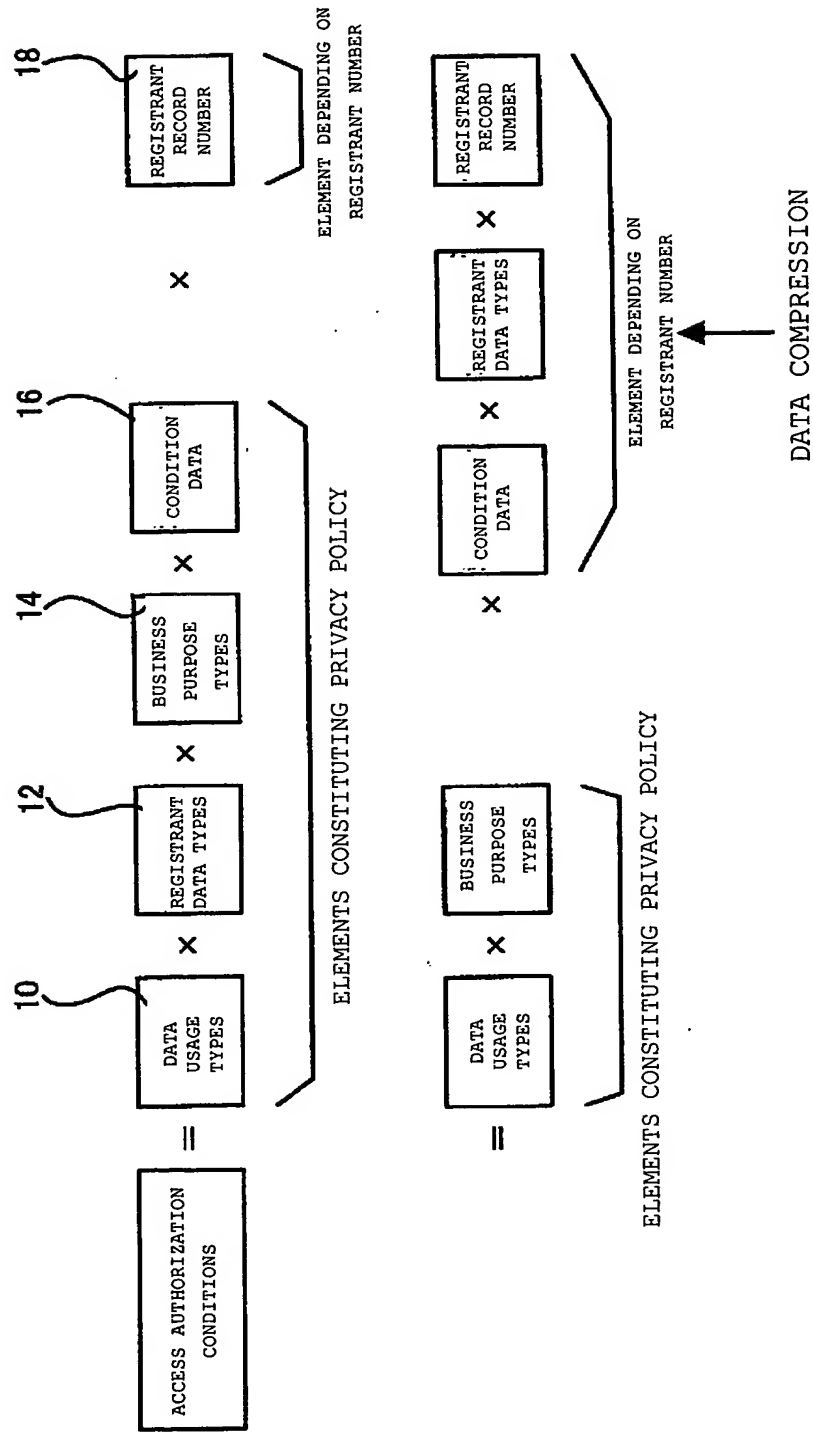 10
12
14
16
18
ACCESS AUTHORIZATION
CONDITIONS
=
DATA
USAGE
TYPES
×
REGISTRANT
DATA TYPES
×
BUSINESS
PURPOSE
TYPES
×
CONDITION
DATA
×
REGISTRANT
RECORD
NUMBER
ELEMENTS CONSTITUTING PRIVACY POLICY
ELEMENT DEPENDING ON
REGISTRANT NUMBER
=
DATA
USAGE
TYPES
×
BUSINESS
PURPOSE
TYPES
×
CONDITION
DATA
×
REGISTRANT
DATA TYPES
×
REGISTRANT
RECORD
NUMBER
ELEMENTS CONSTITUTING PRIVACY POLICY
ELEMENT DEPENDING ON
REGISTRANT NUMBER
DATA COMPRESSION